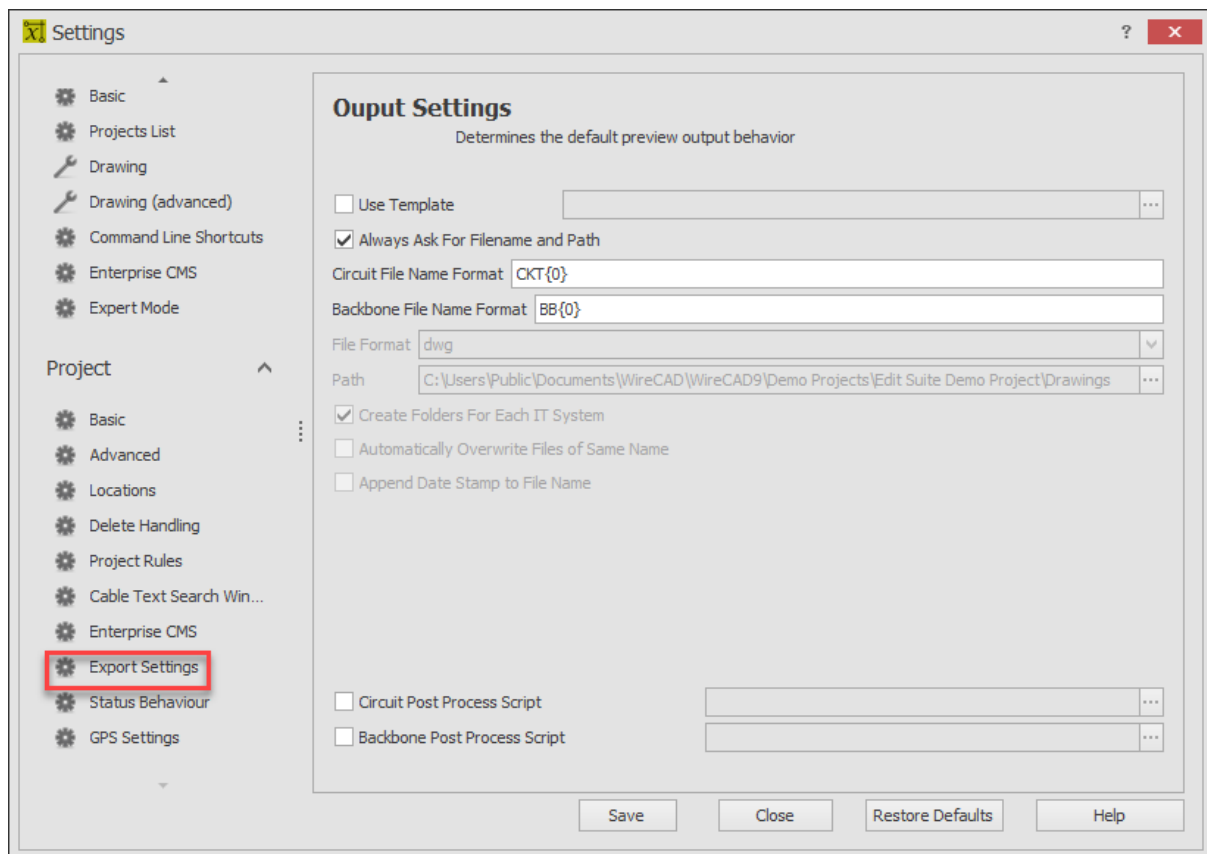 Settings
?
Basic
Projects List
Drawing
Drawing (advanced)
Command Line Shortcuts
Enterprise CMS
Expert Mode
Project
Basic
Advanced
Locations
Delete Handling
Project Rules
Cable Text Search Win...
Enterprise CMS
Export Settings
Status Behaviour
GPS Settings
Ouput Settings
Determines the default preview output behavior
Use Template ...
Always Ask For Filename and Path
Circuit File Name Format CKT{0}
Backbone File Name Format BB{0}
File Format dwg
Path C:\Users\Public\Documents\WireCAD\WireCAD9\Demo Projects\Edit Suite Demo Project\Drawings ...
Create Folders For Each IT System
Automatically Overwrite Files of Same Name
Append Date Stamp to File Name
Circuit Post Process Script ...
Backbone Post Process Script ...
Save Close Restore Defaults Help